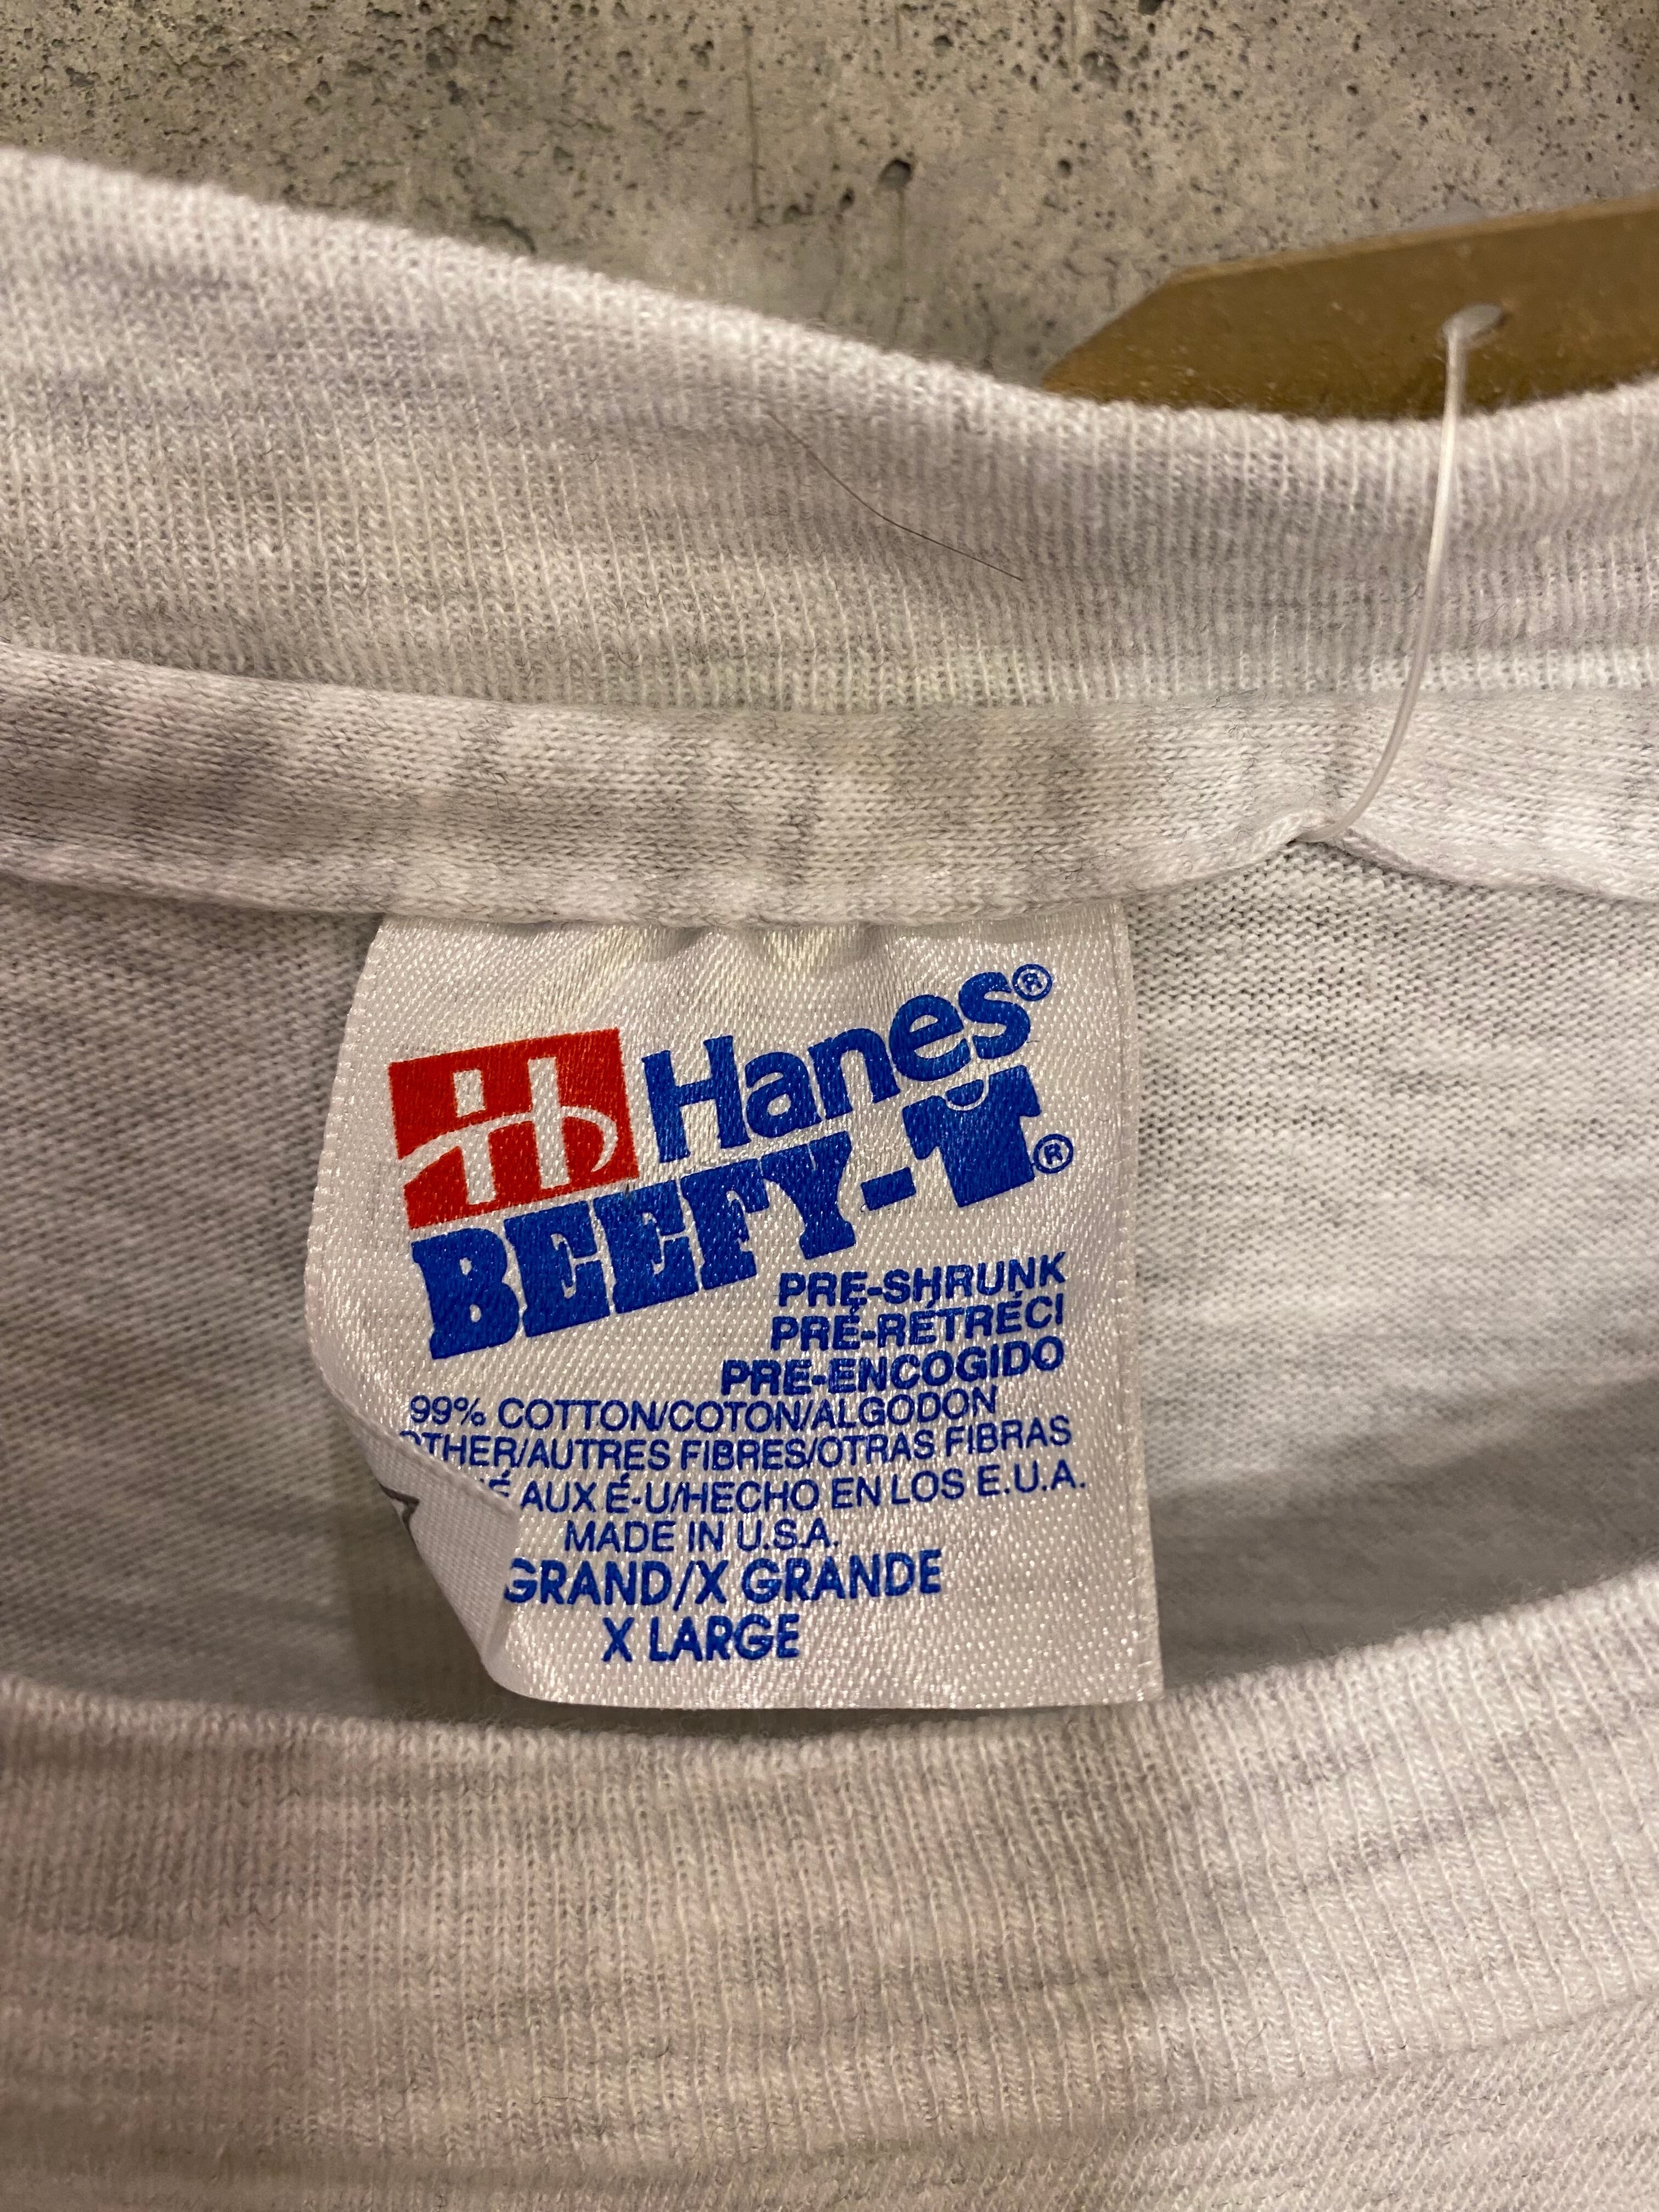 Hanes®
BEEFY-T®
PRE-SHRUNK
PRÉ-RÉTRÉCI
PRE-ENCOGIDO
99% COTTON/COTON/ALGODON
OTHER/AUTRES FIBRES/OTRAS FIBRAS
AUX É-U/HECHO EN LOS E.U.A.
MADE IN U.S.A.
GRAND/X GRANDE
X LARGE